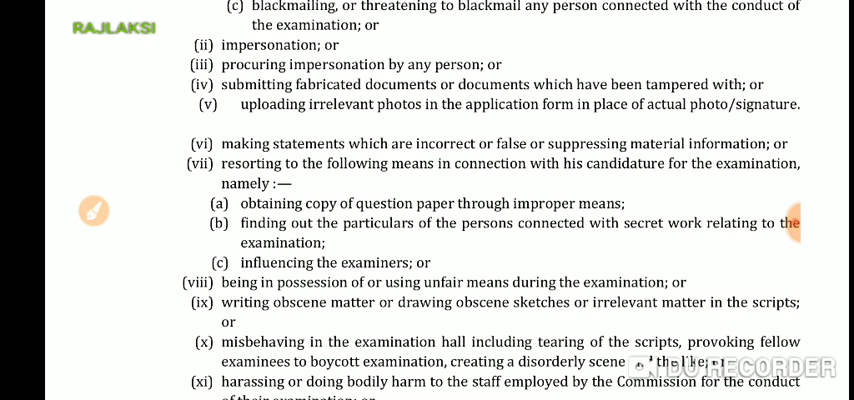 (c) blackmailing, or threatening to blackmail any person connected with the conduct of
the examination; or
RAJLAKSI
(ii) impersonation; or
(iii) procuring impersonation by any person; or
(iv) submitting fabricated documents or documents which have been tampered with; or
(v) uploading irrelevant photos in the application form in place of actual photo/signature.
(vi) making statements which are incorrect or false or suppressing material information; or
(vii) resorting to the following means in connection with his candidature for the examination,
namely :—
(a) obtaining copy of question paper through improper means;
(b) finding out the particulars of the persons connected with secret work relating to the
examination;
(c) influencing the examiners; or
(viii) being in possession of or using unfair means during the examination; or
(ix) writing obscene matter or drawing obscene sketches or irrelevant matter in the scripts;
or
(x) misbehaving in the examination hall including tearing of the scripts, provoking fellow
examinees to boycott examination, creating a disorderly scene and the like; or
DU RECORDER
(xi) harassing or doing bodily harm to the staff employed by the Commission for the conduct
of their examination; or